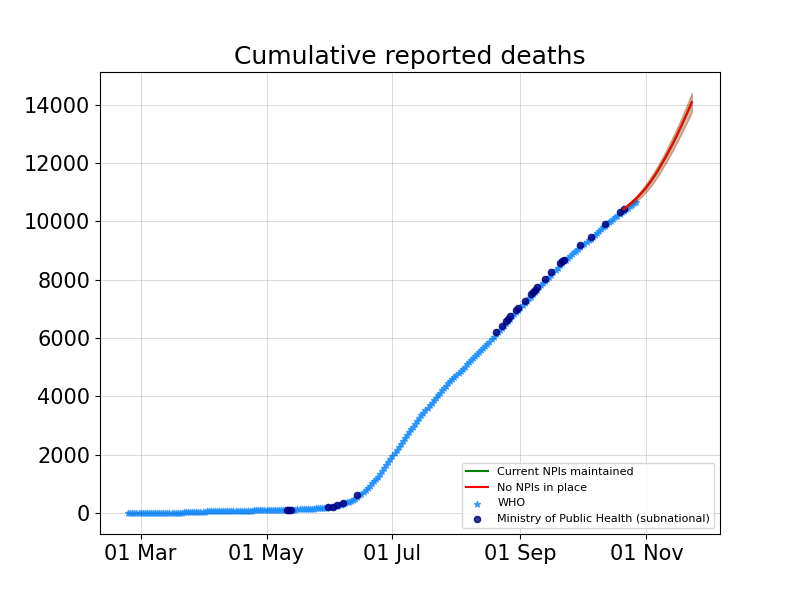 Cumulative reported deaths
14000
12000
10000
8000
6000
4000
2000
0
01 Mar
01 May
01 Jul
01 Sep
01 Nov
Current NPIs maintained
No NPIs in place
WHO
Ministry of Public Health (subnational)